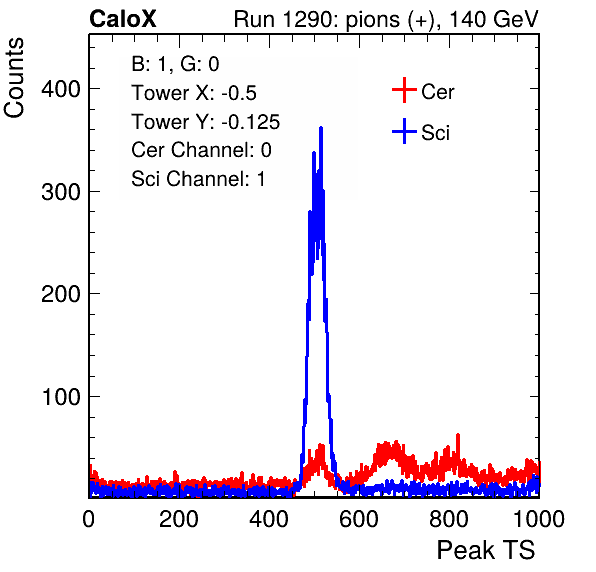 CaloX Run 1290: pions (+), 140 GeV
Counts
B: 1, G: 0
Tower X: -0.5
Tower Y: -0.125
Cer Channel: 0
Sci Channel: 1
Cer
Sci
400
300
200
100
0 200 400 600 800 1000
Peak TS